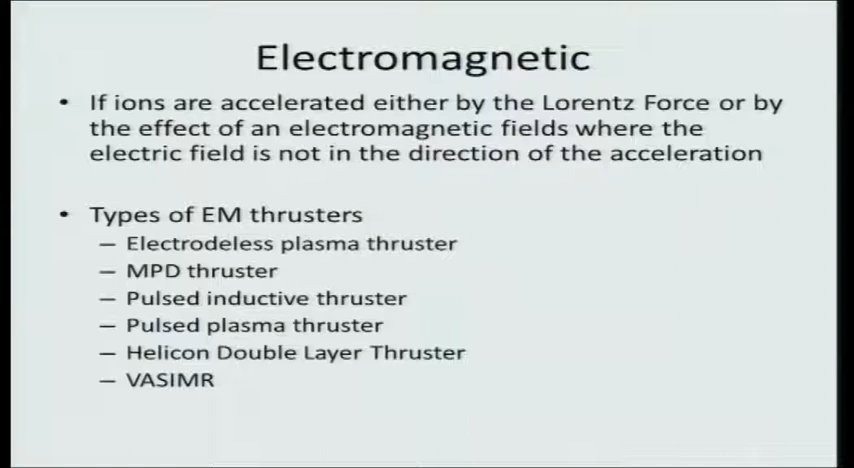 Electromagnetic
• If ions are accelerated either by the Lorentz Force or by
the effect of an electromagnetic fields where the
electric field is not in the direction of the acceleration
• Types of EM thrusters
– Electrodeless plasma thruster
– MPD thruster
– Pulsed inductive thruster
– Pulsed plasma thruster
– Helicon Double Layer Thruster
– VASIMR